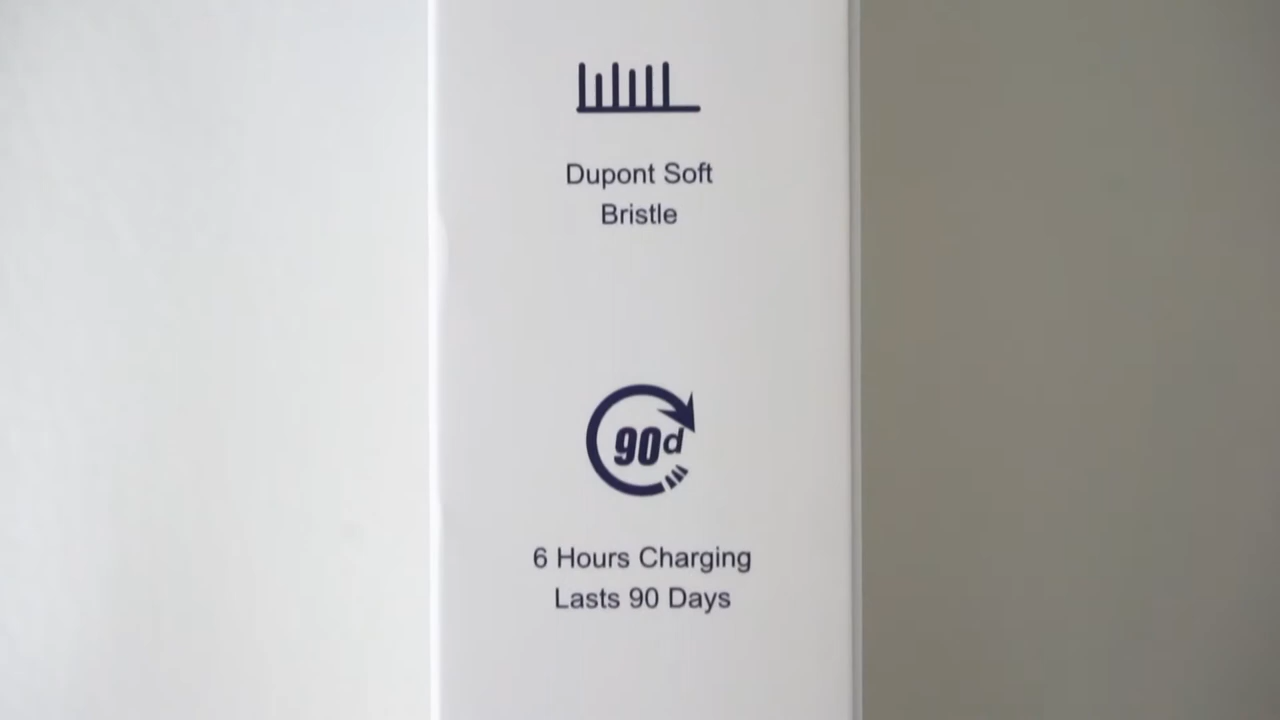 Dupont Soft
Bristle
90d
6 Hours Charging
Lasts 90 Days